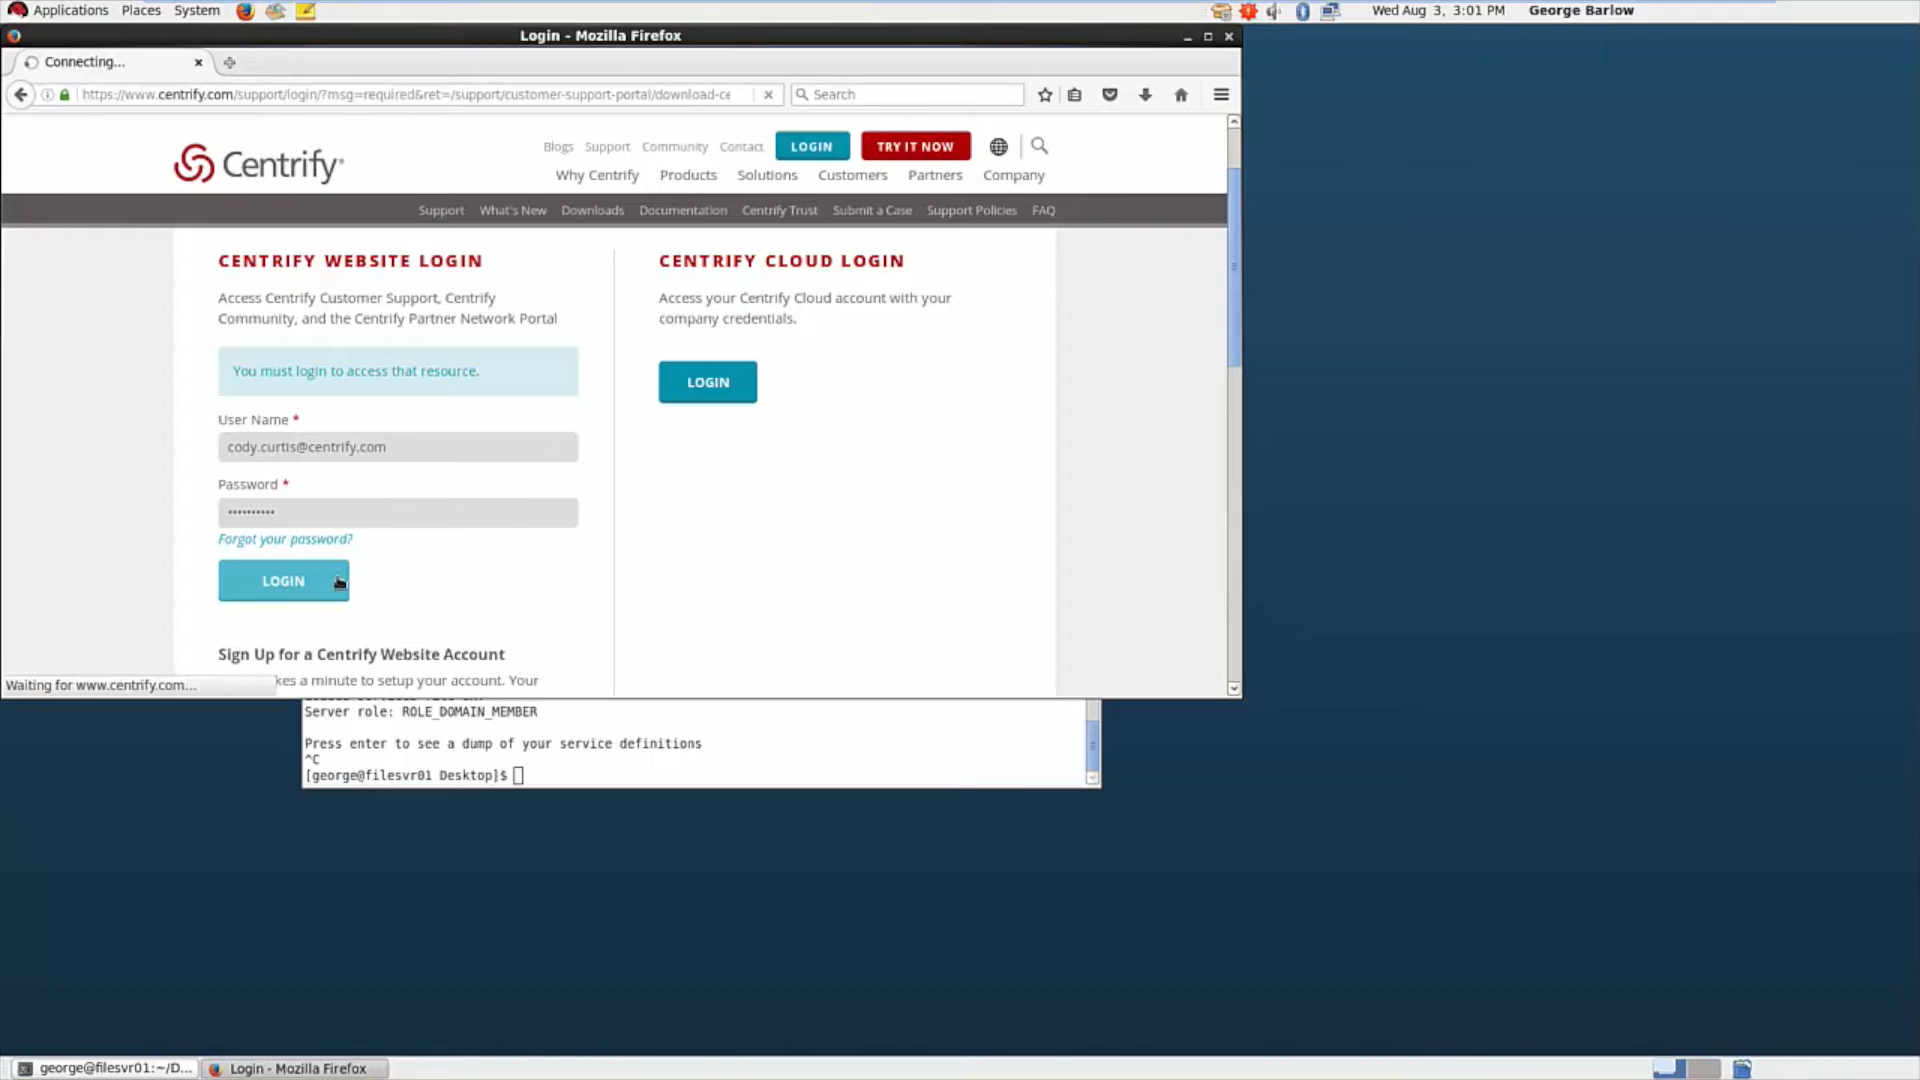 Applications Places System
Wed Aug 3, 3:01 PM George Barlow
Login - Mozilla Firefox
Connecting...
https://www.centrify.com/support/login/?msg=required&ret=/support/customer-support-portal/download-ce
Search
Centrify
Blogs Support Community Contact LOGIN TRY IT NOW
Why Centrify Products Solutions Customers Partners Company
Support What's New Downloads Documentation Centrify Trust Submit a Case Support Policies FAQ
CENTRIFY WEBSITE LOGIN
Access Centrify Customer Support, Centrify
Community, and the Centrify Partner Network Portal
You must login to access that resource.
User Name *
cody.curtis@centrify.com
Password *
••••••••••
Forgot your password?
LOGIN
Sign Up for a Centrify Website Account
kes a minute to setup your account. Your
CENTRIFY CLOUD LOGIN
Access your Centrify Cloud account with your
company credentials.
LOGIN
Waiting for www.centrify.com...
Server role: ROLE_DOMAIN_MEMBER
Press enter to see a dump of your service definitions
^C
[george@filesvr01 Desktop]$
george@filesvr01:~/D...
Login - Mozilla Firefox